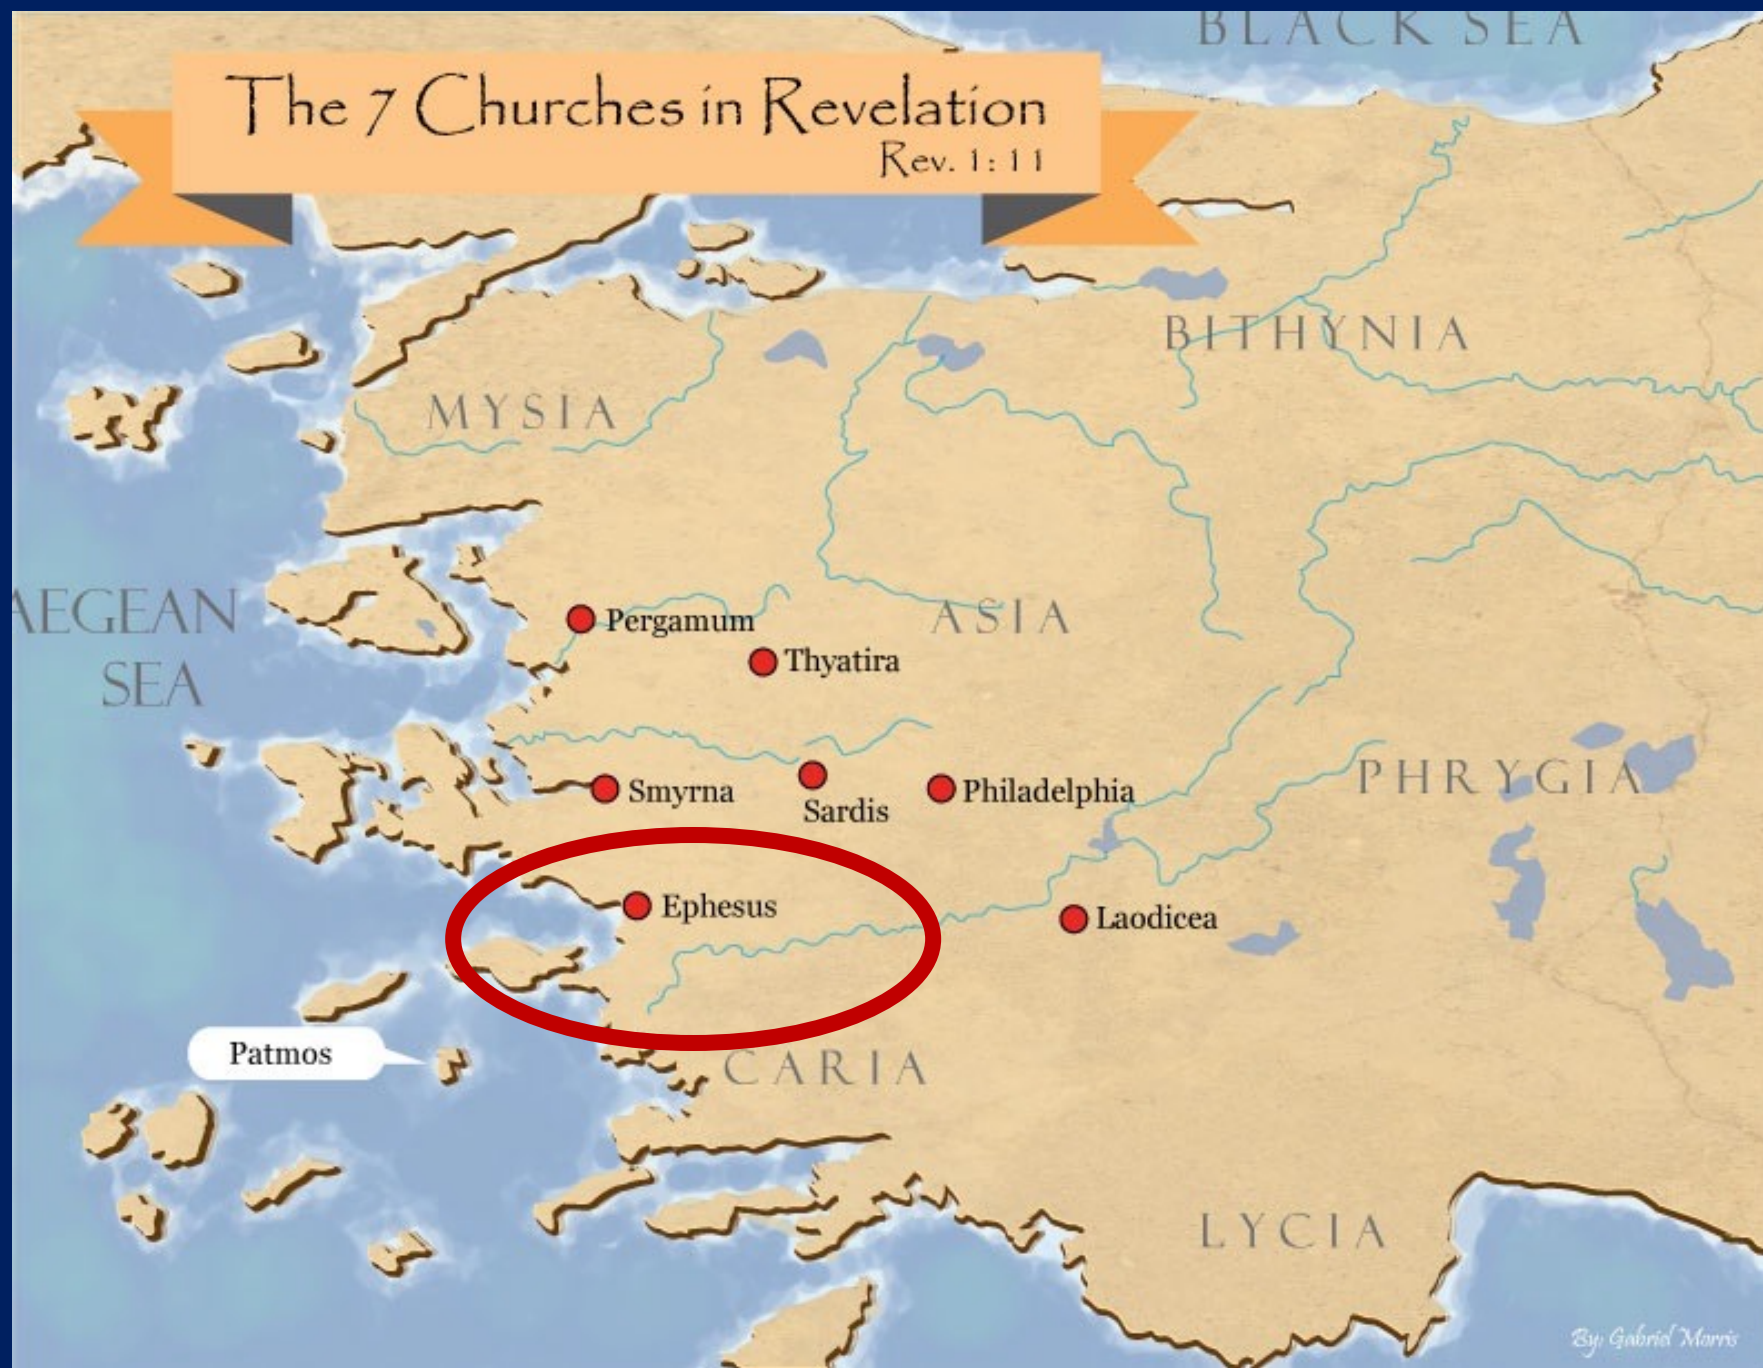 BLACK SEA
The 7 Churches in Revelation
Rev. 1:11
BITHYNIA
MYSIA
AEGEAN
SEA
ASIA
Pergamum
Thyatira
PHRYGIA
Smyrna
Sardis
Philadelphia
Ephesus
Laodicea
Patmos
CARIA
LYCIA
By: Gabriel Morris